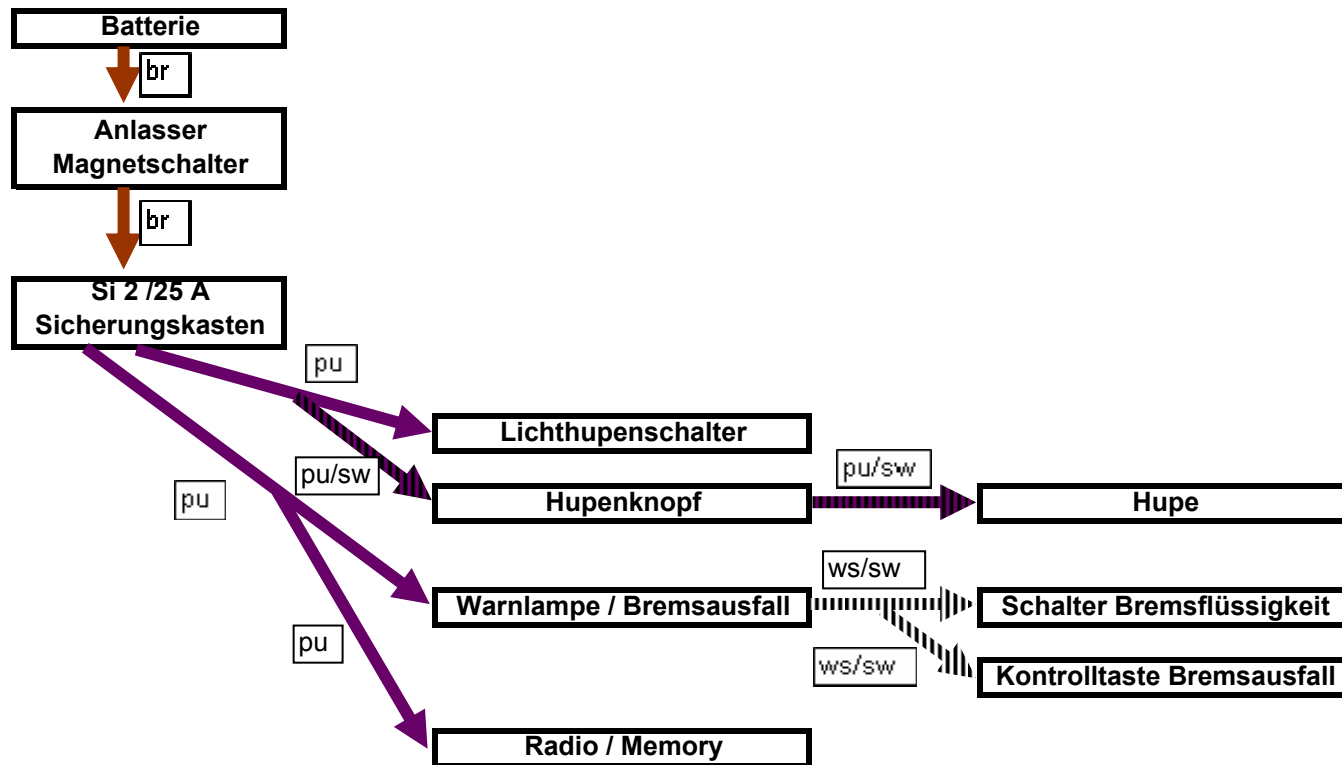 Batterie
br
Anlasser
Magnetschalter
br
Si 2 /25 A
Sicherungskasten
pu
Lichthupenschalter
pu/sw
pu/sw
pu
Hupenknopf
Hupe
ws/sw
Warnlampe / Bremsausfall
Schalter Bremsflüssigkeit
pu
ws/sw
Kontrolltaste Bremsausfall
Radio / Memory